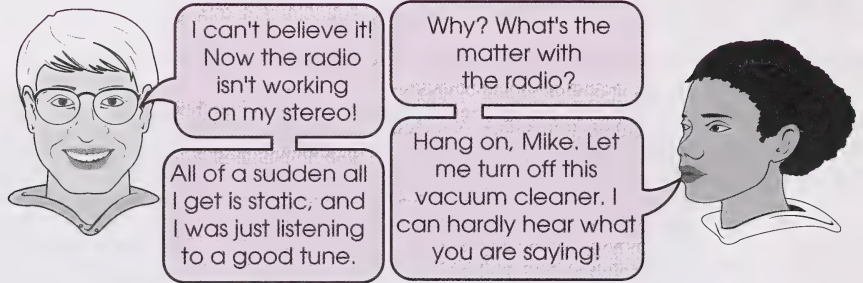 I can't believe it!
Now the radio
isn't working
on my stereo!
Why? What's the
matter with
the radio?
All of a sudden all
I get is static, and
I was just listening
to a good tune.
Hang on, Mike. Let
me turn off this
vacuum cleaner. I
can hardly hear what
you are saying!